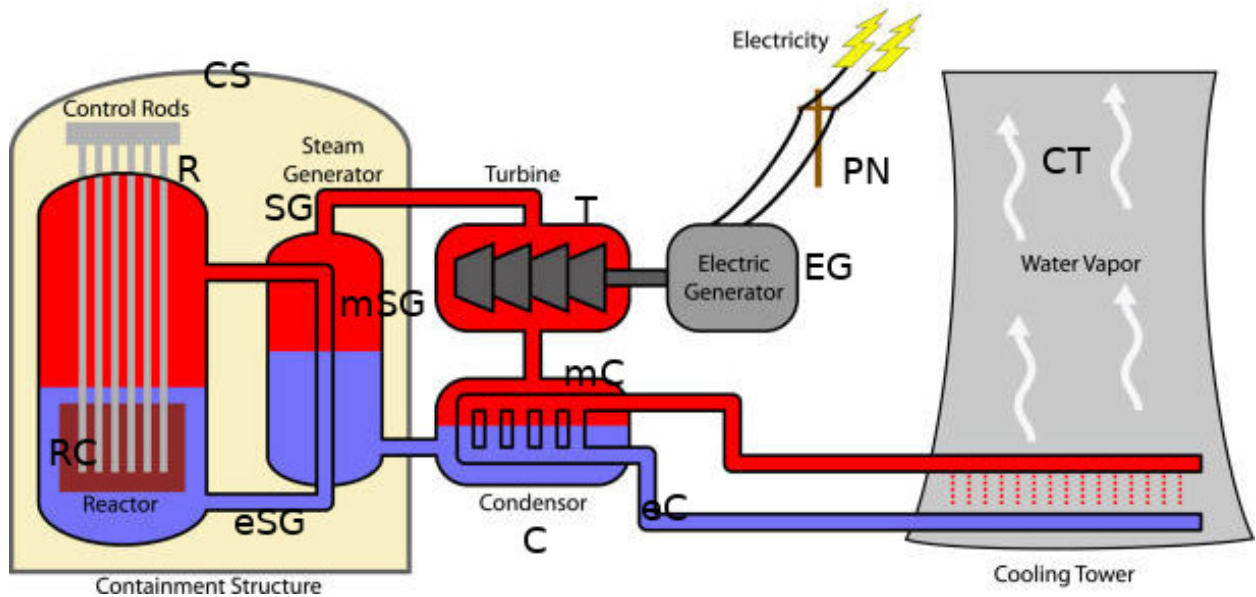 Electricity
CS
Control Rods
R
Steam
Generator
SG
Turbine
T
PN
CT
Electric
Generator
EG
Water Vapor
mSG
mC
RC
Reactor
eSG
Condensor
C
eC
Containment Structure
Cooling Tower